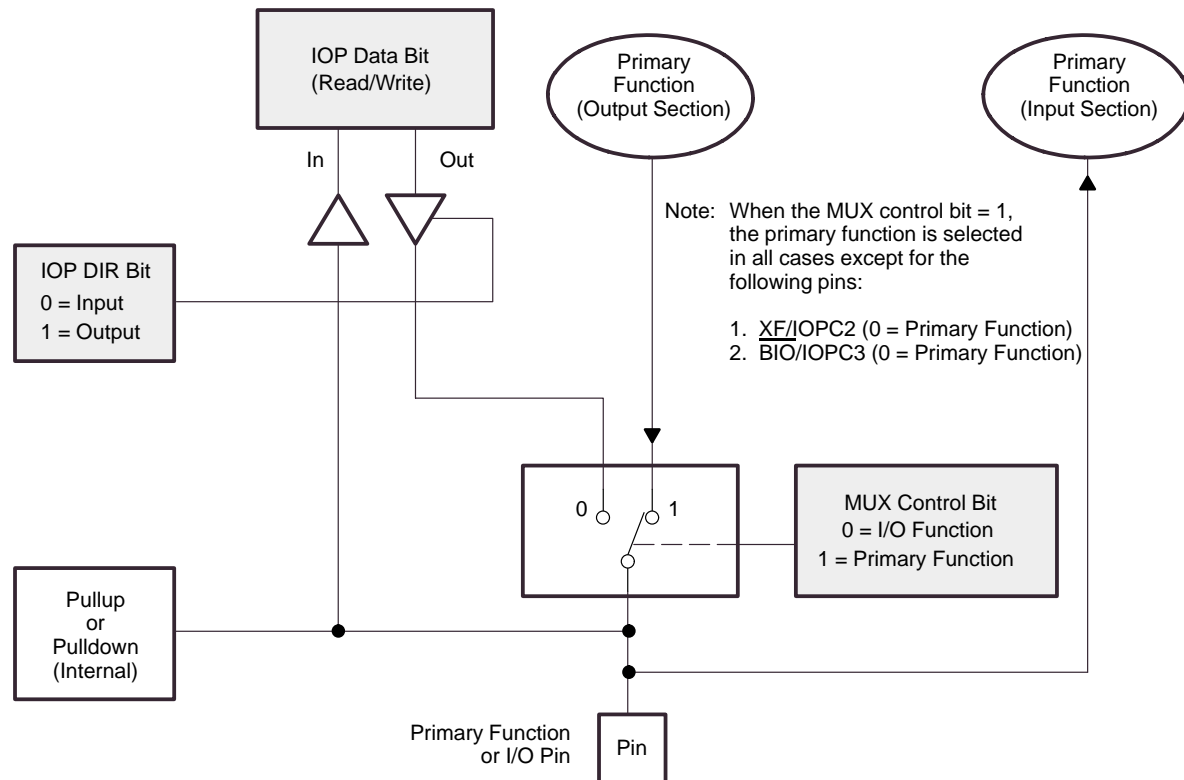 IOP Data Bit
(Read/Write)
Primary
Function
(Output Section)
Primary
Function
(Input Section)
In
Out
Note: When the MUX control bit = 1,
the primary function is selected
in all cases except for the
following pins:
1. XF/IOPC2 (0 = Primary Function)
2. BIO/IOPC3 (0 = Primary Function)
IOP DIR Bit
0 = Input
1 = Output
0
1
MUX Control Bit
0 = I/O Function
1 = Primary Function
Pullup
or
Pulldown
(Internal)
Primary Function
or I/O Pin
Pin